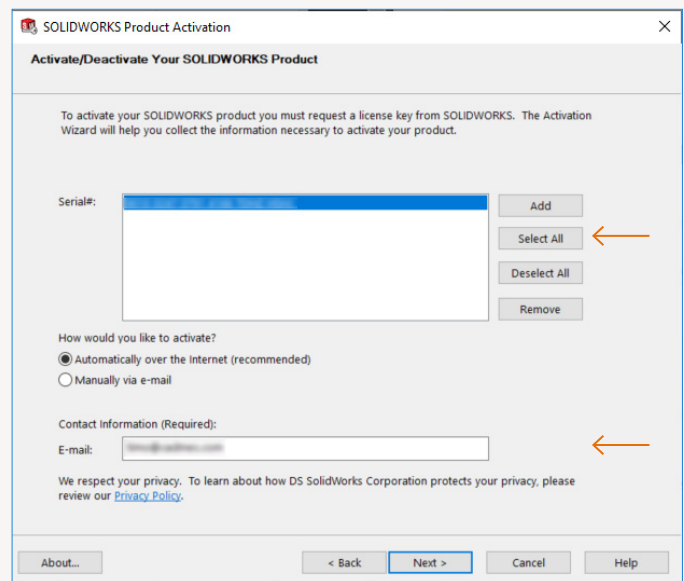 SOLIDWORKS Product Activation
Activate/Deactivate Your SOLIDWORKS Product
To activate your SOLIDWORKS product you must request a license key from SOLIDWORKS. The Activation
Wizard will help you collect the information necessary to activate your product.
Serial#:
Add
Select All
Deselect All
Remove
How would you like to activate?
Automatically over the Internet (recommended)
Manually via e-mail
Contact Information (Required):
E-mail:
We respect your privacy. To learn about how DS SolidWorks Corporation protects your privacy, please
review our Privacy Policy.
About...
< Back
Next >
Cancel
Help